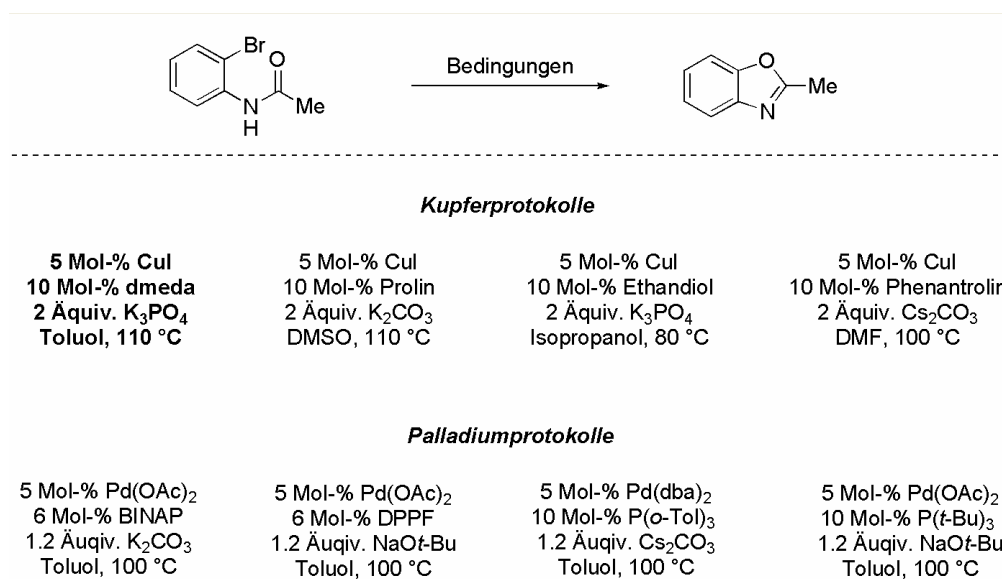 Br
O
Bedingungen
O
N
H
Me
N
Me
Kupferprotokolle
5 Mol-% CuI
10 Mol-% dmeda
2 Äquiv. K3PO4
Toluol, 110 °C
5 Mol-% CuI
10 Mol-% Prolin
2 Äquiv. K2CO3
DMSO, 110 °C
5 Mol-% CuI
10 Mol-% Ethandiol
2 Äquiv. K3PO4
Isopropanol, 80 °C
5 Mol-% CuI
10 Mol-% Phenantrolin
2 Äquiv. Cs2CO3
DMF, 100 °C
Palladiumprotokolle
5 Mol-% Pd(OAc)2
6 Mol-% BINAP
1.2 Äuqiv. K2CO3
Toluol, 100 °C
5 Mol-% Pd(OAc)2
6 Mol-% DPPF
1.2 Äuqiv. NaOt-Bu
Toluol, 100 °C
5 Mol-% Pd(dba)2
10 Mol-% P(o-Tol)3
1.2 Äuqiv. Cs2CO3
Toluol, 100 °C
5 Mol-% Pd(OAc)2
10 Mol-% P(t-Bu)3
1.2 Äuqiv. NaOt-Bu
Toluol, 100 °C